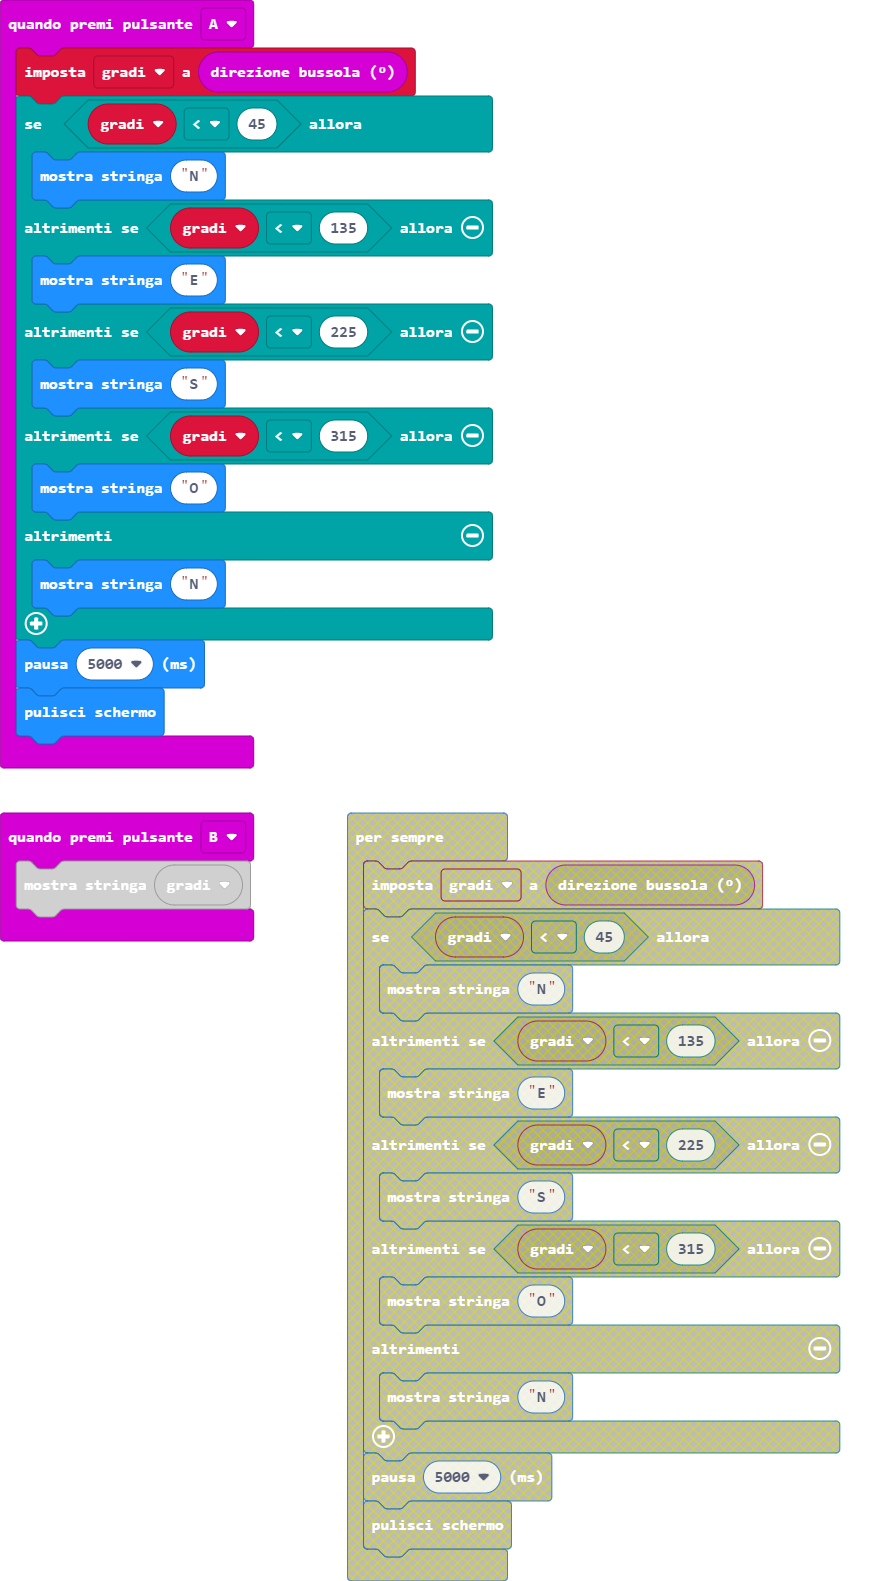 quando premi pulsante A
imposta gradi a direzione bussola (º)
se gradi < 45 allora
mostra stringa "N"
altrimenti se gradi < 135 allora
mostra stringa "E"
altrimenti se gradi < 225 allora
mostra stringa "S"
altrimenti se gradi < 315 allora
mostra stringa "O"
altrimenti
mostra stringa "N"
pausa 5000 (ms)
pulisci schermo
quando premi pulsante B
mostra stringa gradi
per sempre
imposta gradi a direzione bussola (º)
se gradi < 45 allora
mostra stringa "N"
altrimenti se gradi < 135 allora
mostra stringa "E"
altrimenti se gradi < 225 allora
mostra stringa "S"
altrimenti se gradi < 315 allora
mostra stringa "O"
altrimenti
mostra stringa "N"
pausa 5000 (ms)
pulisci schermo